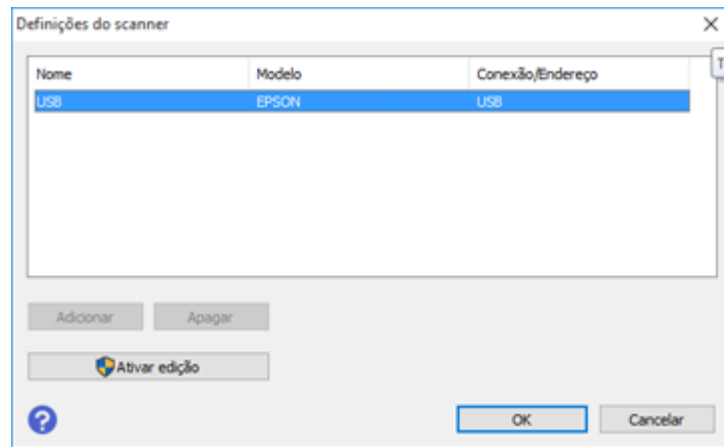 Definições do scanner
Nome Modelo Conexão/Endereço
USB EPSON USB
Adicionar Apagar
Ativar edição
? OK Cancelar